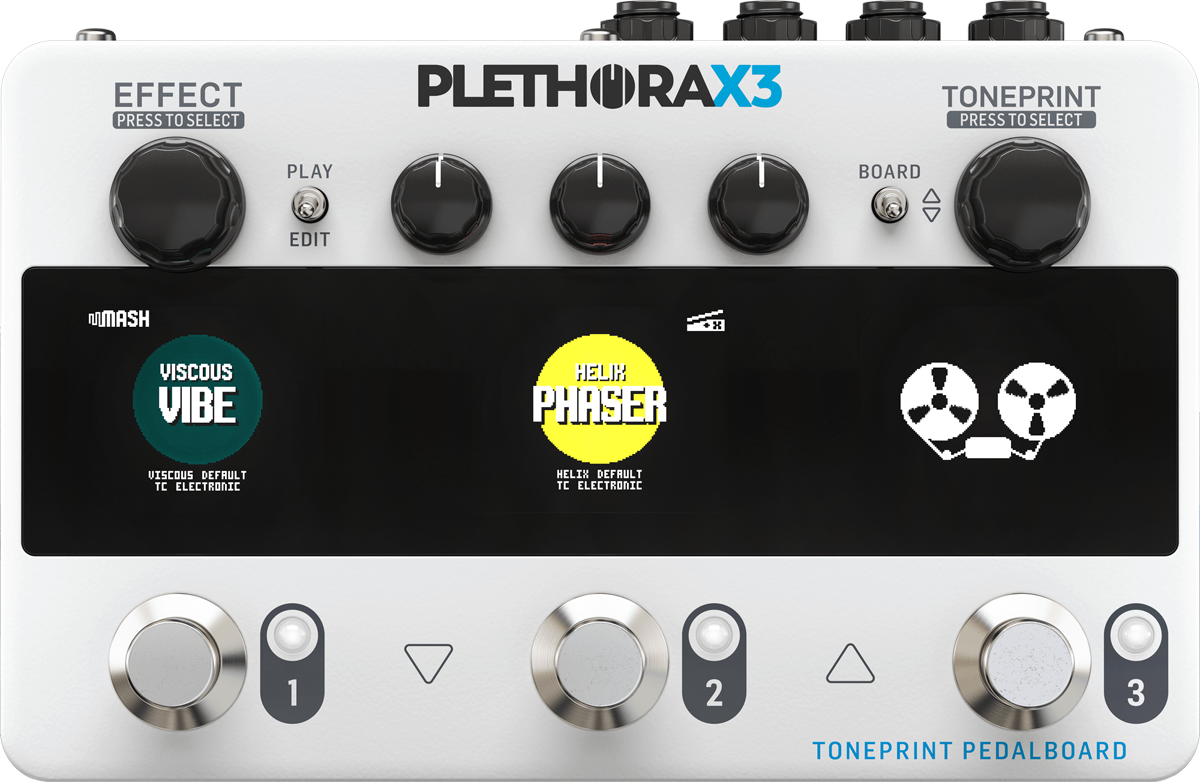 PLETHORAX3
EFFECT
PRESS TO SELECT
TONEPRINT
PRESS TO SELECT
PLAY
EDIT
BOARD
MASH
VISCOUS
VIBE
VISCOUS DEFAULT
TC ELECTRONIC
HELIX
PHASER
HELIX DEFAULT
TC ELECTRONIC
1
2
3
TONEPRINT PEDALBOARD